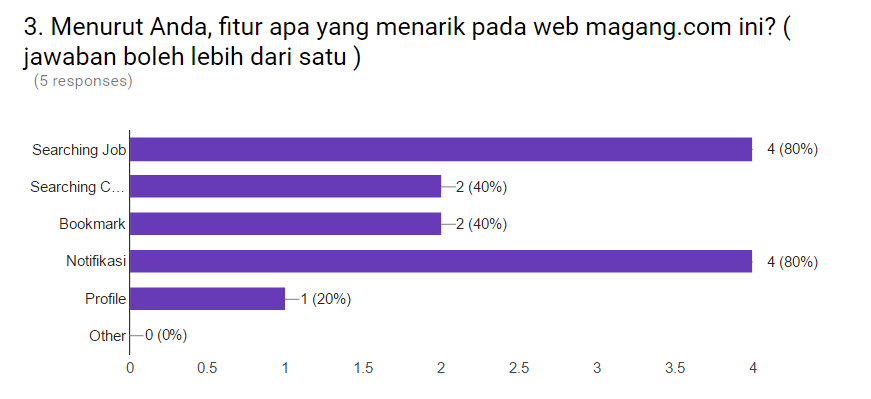 3. Menurut Anda, fitur apa yang menarik pada web magang.com ini? (
jawaban boleh lebih dari satu )
(5 responses)
Searching Job 4 (80%)
Searching C... 2 (40%)
Bookmark 2 (40%)
Notifikasi 4 (80%)
Profile 1 (20%)
Other 0 (0%)
0 0.5 1 1.5 2 2.5 3 3.5 4